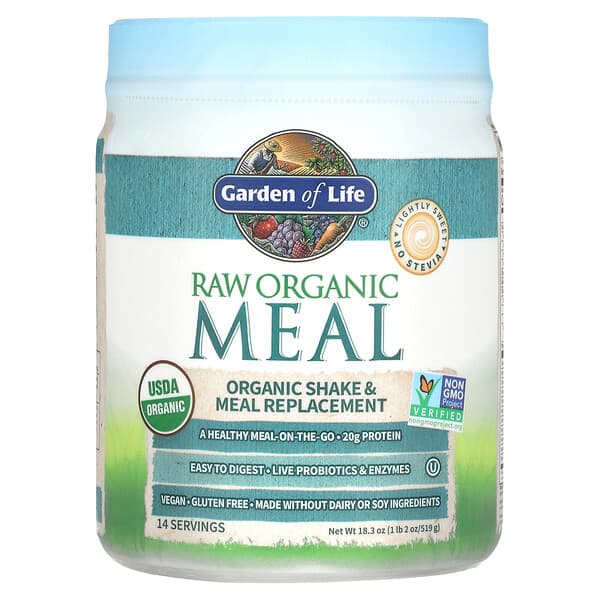 Garden of Life®
LIGHTLY SWEET
NO STEVIA
RAW ORGANIC
MEAL
USDA
ORGANIC
ORGANIC SHAKE &
MEAL REPLACEMENT
NON
GMO
Project
VERIFIED
nongmoproject.org
A HEALTHY MEAL-ON-THE-GO • 20g PROTEIN
EASY TO DIGEST • LIVE PROBIOTICS & ENZYMES
U
VEGAN • GLUTEN FREE • MADE WITHOUT DAIRY OR SOY INGREDIENTS
14 SERVINGS
Net Wt 18.3 oz (1 lb 2 oz/519g)